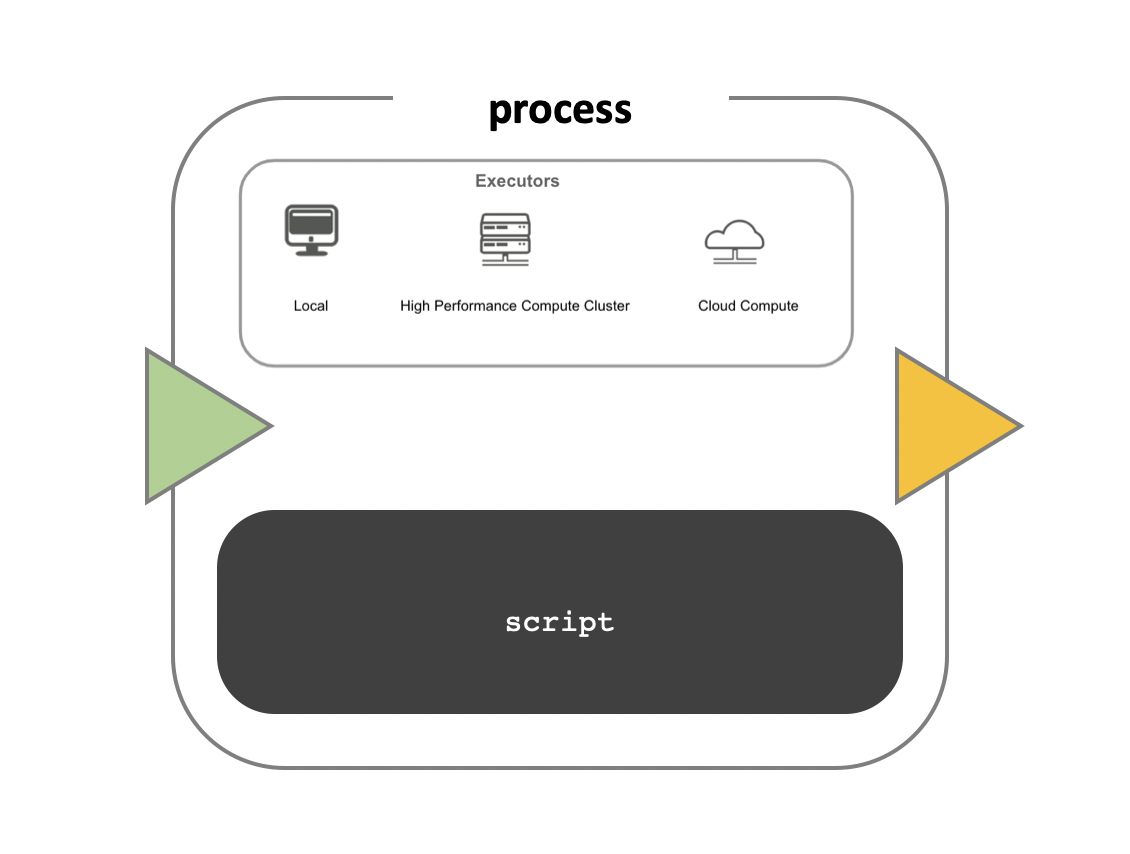 process
Executors
Local
High Performance Compute Cluster
Cloud Compute
script